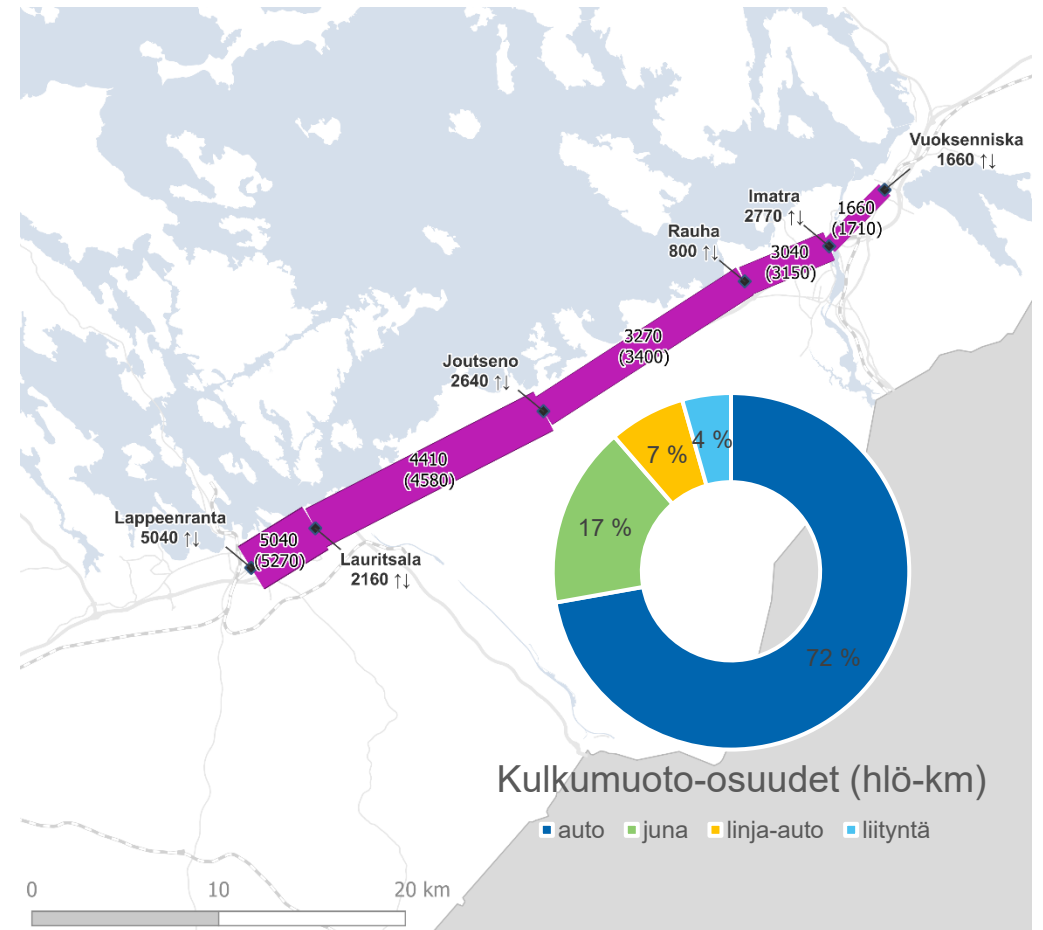 Vuoksenniska
1660 ↑↓
Imatra
2770 ↑↓
1660
(1710)
Rauha
800 ↑↓
3040
(3150)
3270
(3400)
Joutseno
2640 ↑↓
4410
(4580)
Lappeenranta
5040 ↑↓
5040
(5270)
Lauritsala
2160 ↑↓
4 %
7 %
17 %
72 %
Kulkumuoto-osuudet (hlö-km)
auto juna linja-auto liityntä
0 10 20 km